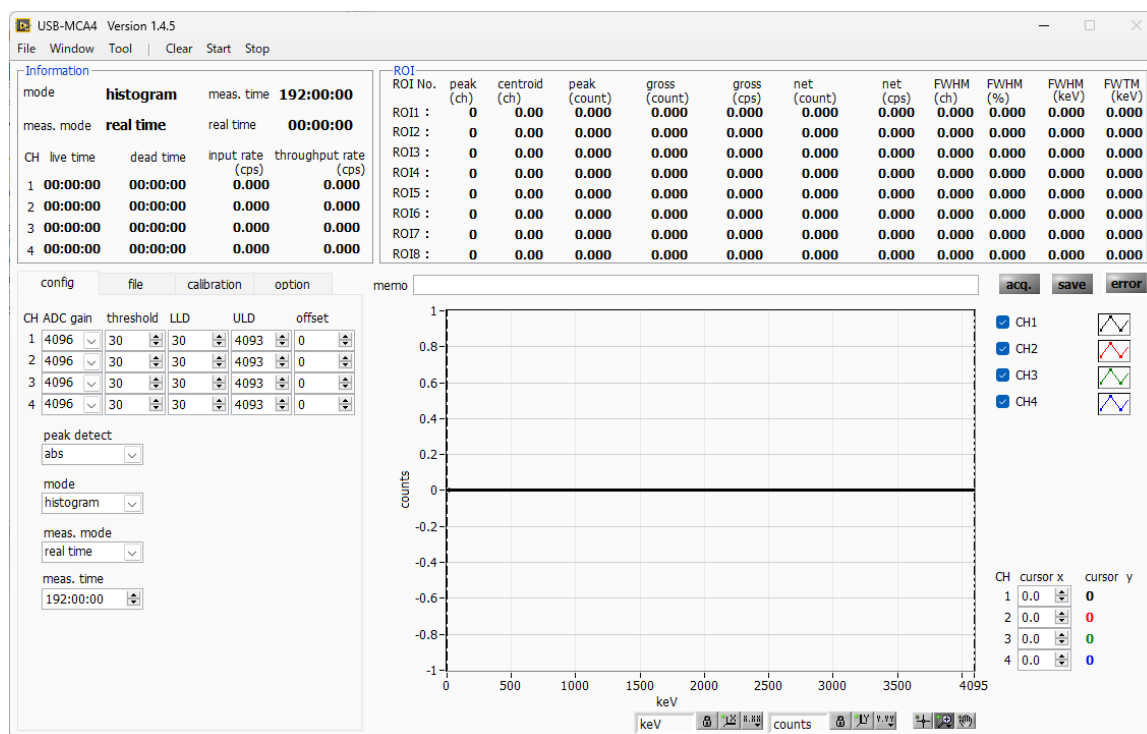 USB-MCA4 Version 1.4.5
File Window Tool | Clear Start Stop
Information
mode histogram meas. time 192:00:00
meas. mode real time real time 00:00:00
CH live time dead time input rate (cps) throughput rate (cps)
1 00:00:00 00:00:00 0.000 0.000
2 00:00:00 00:00:00 0.000 0.000
3 00:00:00 00:00:00 0.000 0.000
4 00:00:00 00:00:00 0.000 0.000
ROI
ROI No. peak (ch) centroid (ch) peak (count) gross (count) gross (cps) net (count) net (cps) FWHM (ch) FWHM (%) FWHM (keV) FWTM (keV)
ROI1 : 0 0.00 0.000 0.000 0.000 0.000 0.000 0.000 0.000 0.000 0.000
ROI2 : 0 0.00 0.000 0.000 0.000 0.000 0.000 0.000 0.000 0.000 0.000
ROI3 : 0 0.00 0.000 0.000 0.000 0.000 0.000 0.000 0.000 0.000 0.000
ROI4 : 0 0.00 0.000 0.000 0.000 0.000 0.000 0.000 0.000 0.000 0.000
ROI5 : 0 0.00 0.000 0.000 0.000 0.000 0.000 0.000 0.000 0.000 0.000
ROI6 : 0 0.00 0.000 0.000 0.000 0.000 0.000 0.000 0.000 0.000 0.000
ROI7 : 0 0.00 0.000 0.000 0.000 0.000 0.000 0.000 0.000 0.000 0.000
ROI8 : 0 0.00 0.000 0.000 0.000 0.000 0.000 0.000 0.000 0.000 0.000
config file calibration option
CH ADC gain threshold LLD ULD offset
1 4096 30 30 4093 0
2 4096 30 30 4093 0
3 4096 30 30 4093 0
4 4096 30 30 4093 0
peak detect
abs
mode
histogram
meas. mode
real time
meas. time
192:00:00
memo
acq. save error
1
0.8
0.6
0.4
0.2
0
-0.2
-0.4
-0.6
-0.8
-1
counts
0 500 1000 1500 2000 2500 3000 3500 4095
keV
keV X X.XX counts Y Y.YY
CH1
CH2
CH3
CH4
CH cursor x cursor y
1 0.0 0
2 0.0 0
3 0.0 0
4 0.0 0